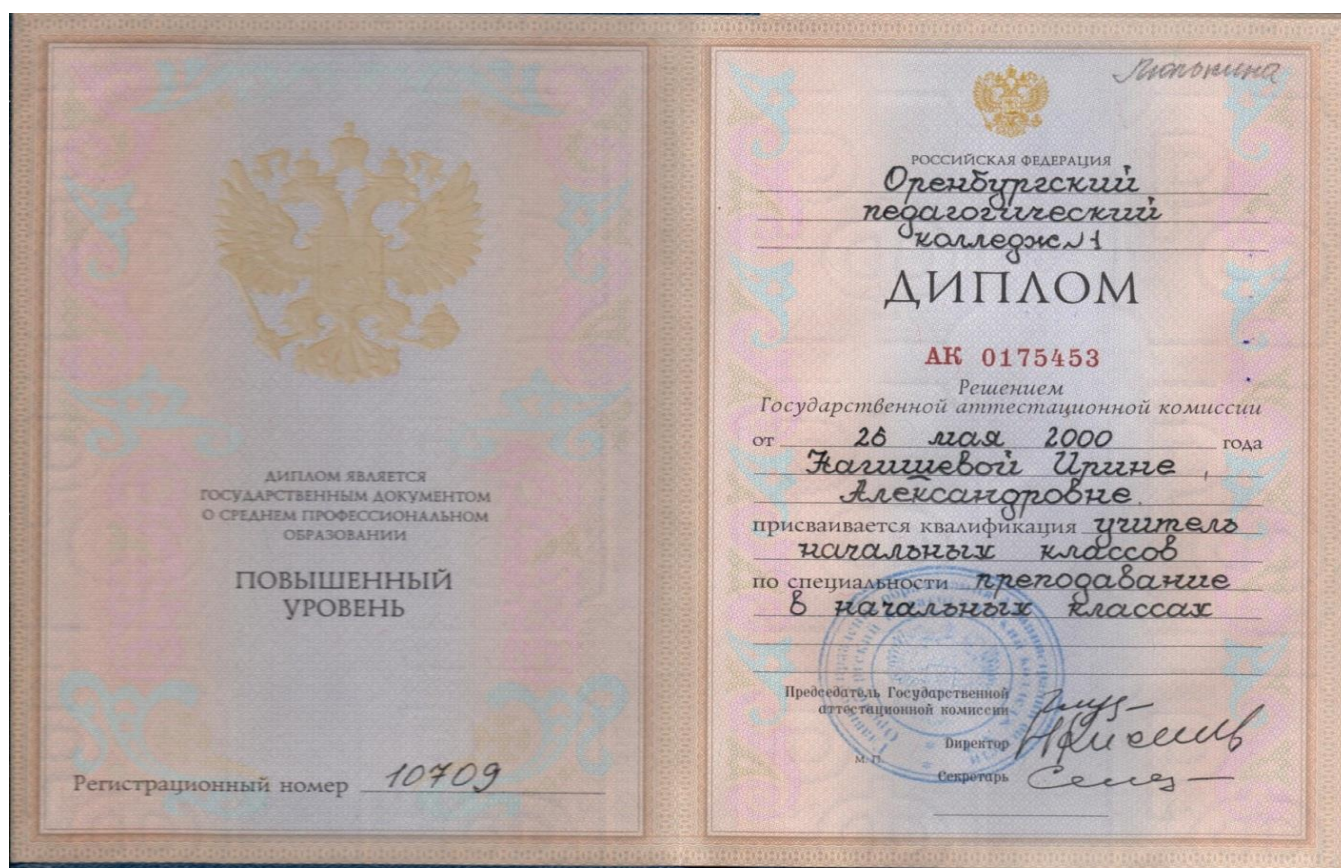 ДИПЛОМ ЯВЛЯЕТСЯ
ГОСУДАРСТВЕННЫМ ДОКУМЕНТОМ
О СРЕДНЕМ ПРОФЕССИОНАЛЬНОМ
ОБРАЗОВАНИИ
ПОВЫШЕННЫЙ
УРОВЕНЬ
Регистрационный номер 10709
РОССИЙСКАЯ ФЕДЕРАЦИЯ
Оренбургский
педагогический
колледж №1
ДИПЛОМ
АК 0175453
Решением
Государственной аттестационной комиссии
от 26 мая 2000 года
Нагишевой Ирине
Александровне.
присваивается квалификация учитель
начальных классов
по специальности преподавание
в начальных классах
Председатель Государственной
аттестационной комиссии
Директор
М. П.
Секретарь